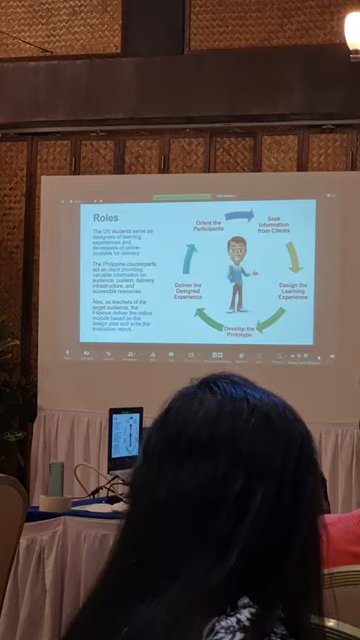 Roles
The US students serve as
designers of learning
experiences and
developers of online
modules for delivery.
The Philippine counterparts
act as client providing
valuable information on
audience, context, delivery
infrastructure, and
accessible resources.
Also, as teachers of the
target audience, the
Filipinos deliver the online
module based on the
design plan and write the
evaluation report.
Orient the
Participants
Seek
Information
from Clients
Design the
Learning
Experience
Develop the
Prototype
Deliver the
Designed
Experience